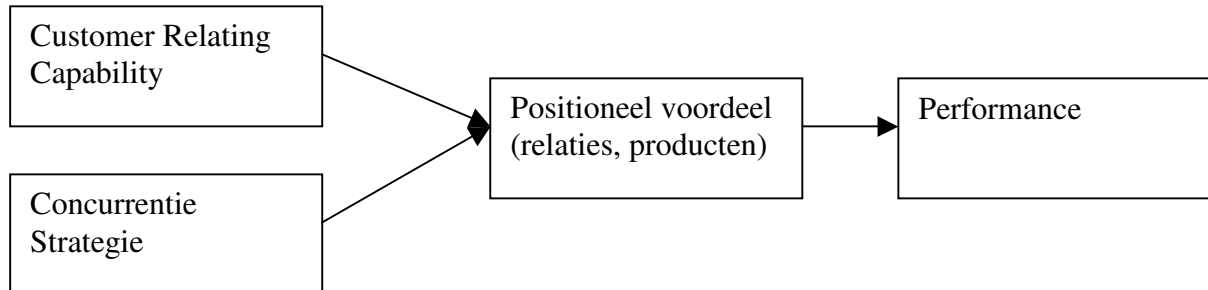 Customer Relating
Capability
Concurrentie
Strategie
Positioneel voordeel
(relaties, producten)
Performance